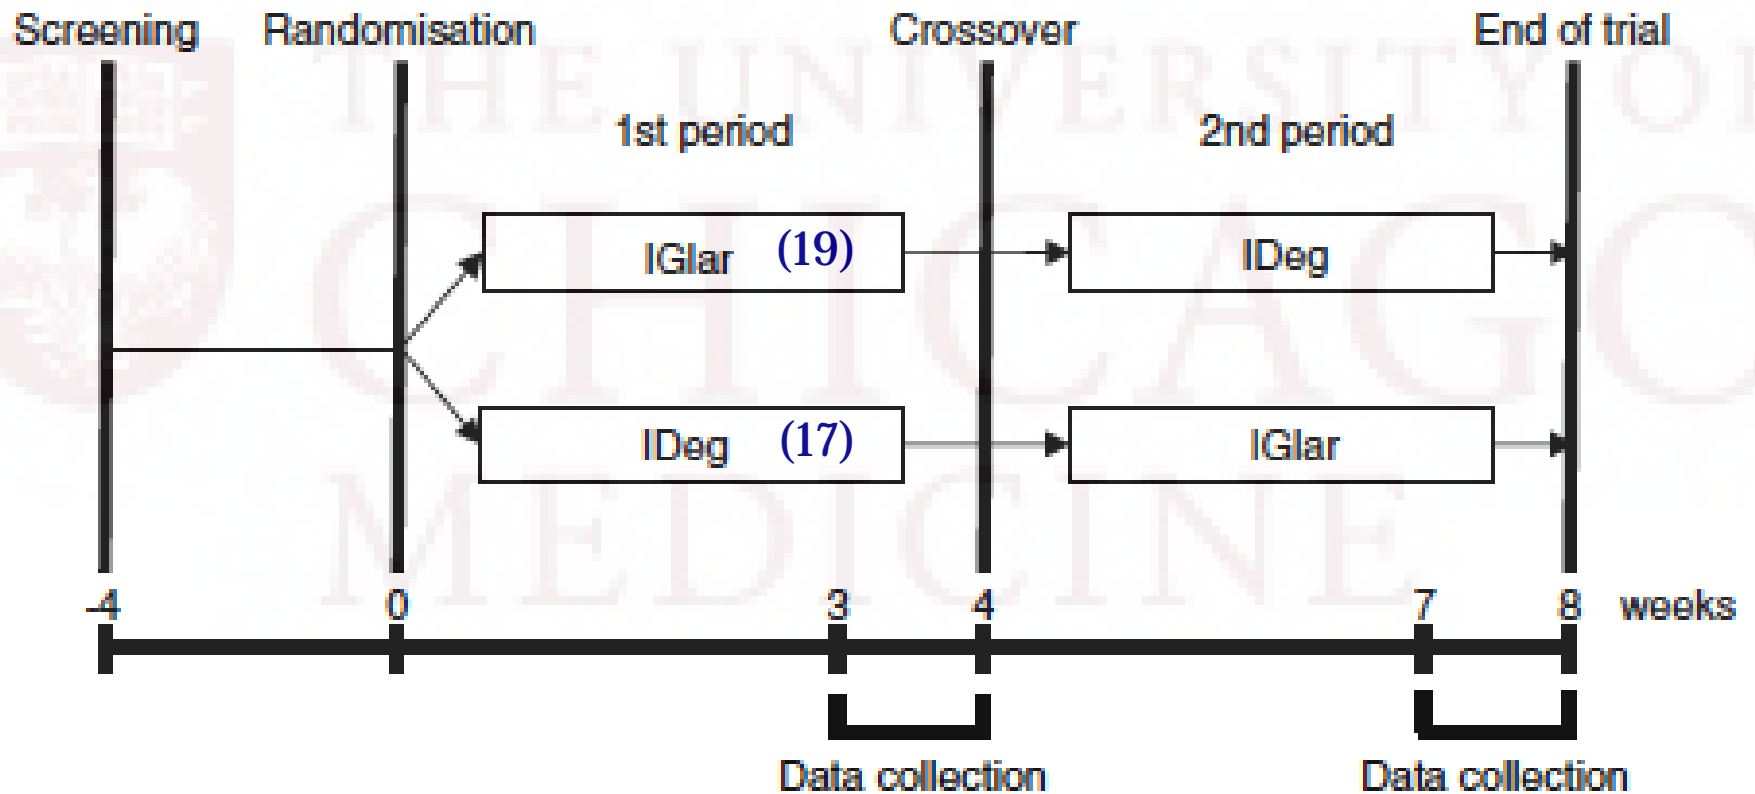 Screening Randomisation Crossover End of trial
1st period 2nd period
IGlar (19) IDeg
IDeg (17) IGlar
-4 0 3 4 7 8 weeks
Data collection Data collection
THE UNIVERSITY OF
CHICAGO
MEDICINE